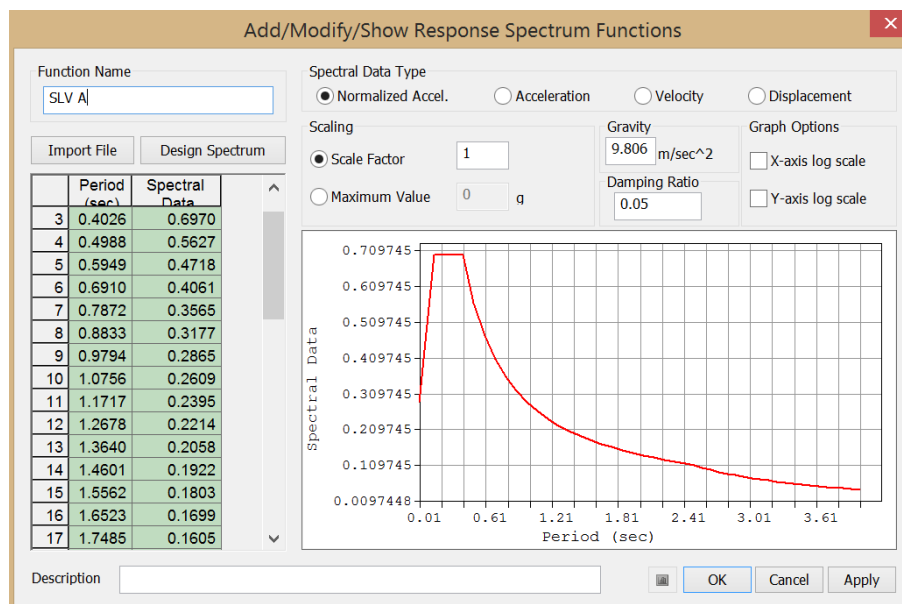 Add/Modify/Show Response Spectrum Functions
Function Name
SLV A
Import File
Design Spectrum
Period (sec)
Spectral Data
3 0.4026 0.6970
4 0.4988 0.5627
5 0.5949 0.4718
6 0.6910 0.4061
7 0.7872 0.3565
8 0.8833 0.3177
9 0.9794 0.2865
10 1.0756 0.2609
11 1.1717 0.2395
12 1.2678 0.2214
13 1.3640 0.2058
14 1.4601 0.1922
15 1.5562 0.1803
16 1.6523 0.1699
17 1.7485 0.1605
Spectral Data Type
Normalized Accel.
Acceleration
Velocity
Displacement
Scaling
Scale Factor
1
Maximum Value
0
g
Gravity
9.806 m/sec^2
Damping Ratio
0.05
Graph Options
X-axis log scale
Y-axis log scale
0.709745
0.609745
0.509745
0.409745
0.309745
0.209745
0.109745
0.0097448
Spectral Data
0.01 0.61 1.21 1.81 2.41 3.01 3.61
Period (sec)
Description
OK
Cancel
Apply